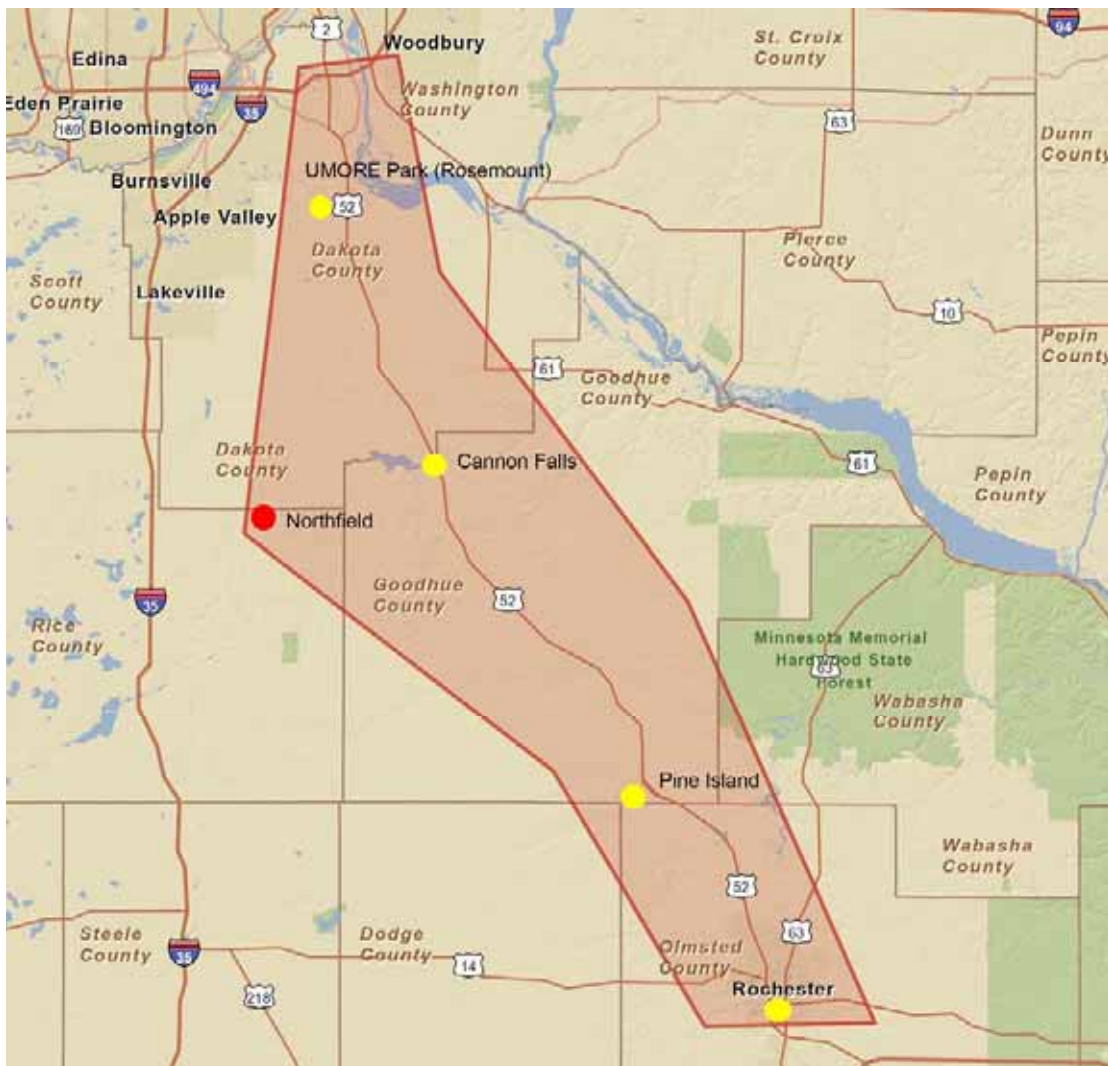 2
Woodbury
94
St. Croix
County
Edina
494
Washington
County
Eden Prairie
35
63
169
Bloomington
Dunn
County
Burnsville
UMORE Park (Rosemount)
Apple Valley
52
Dakota
County
Pierce
County
Scott
County
Lakeville
10
Pepin
County
61
Goodhue
County
Dakota
County
Cannon Falls
61
Pepin
County
Northfield
Goodhue
County
52
35
Rice
County
Minnesota Memorial
Hardwood State
Forest
63
Wabasha
County
Pine Island
Wabasha
County
52
Steele
County
35
Dodge
County
14
63
Olmsted
County
218
Rochester